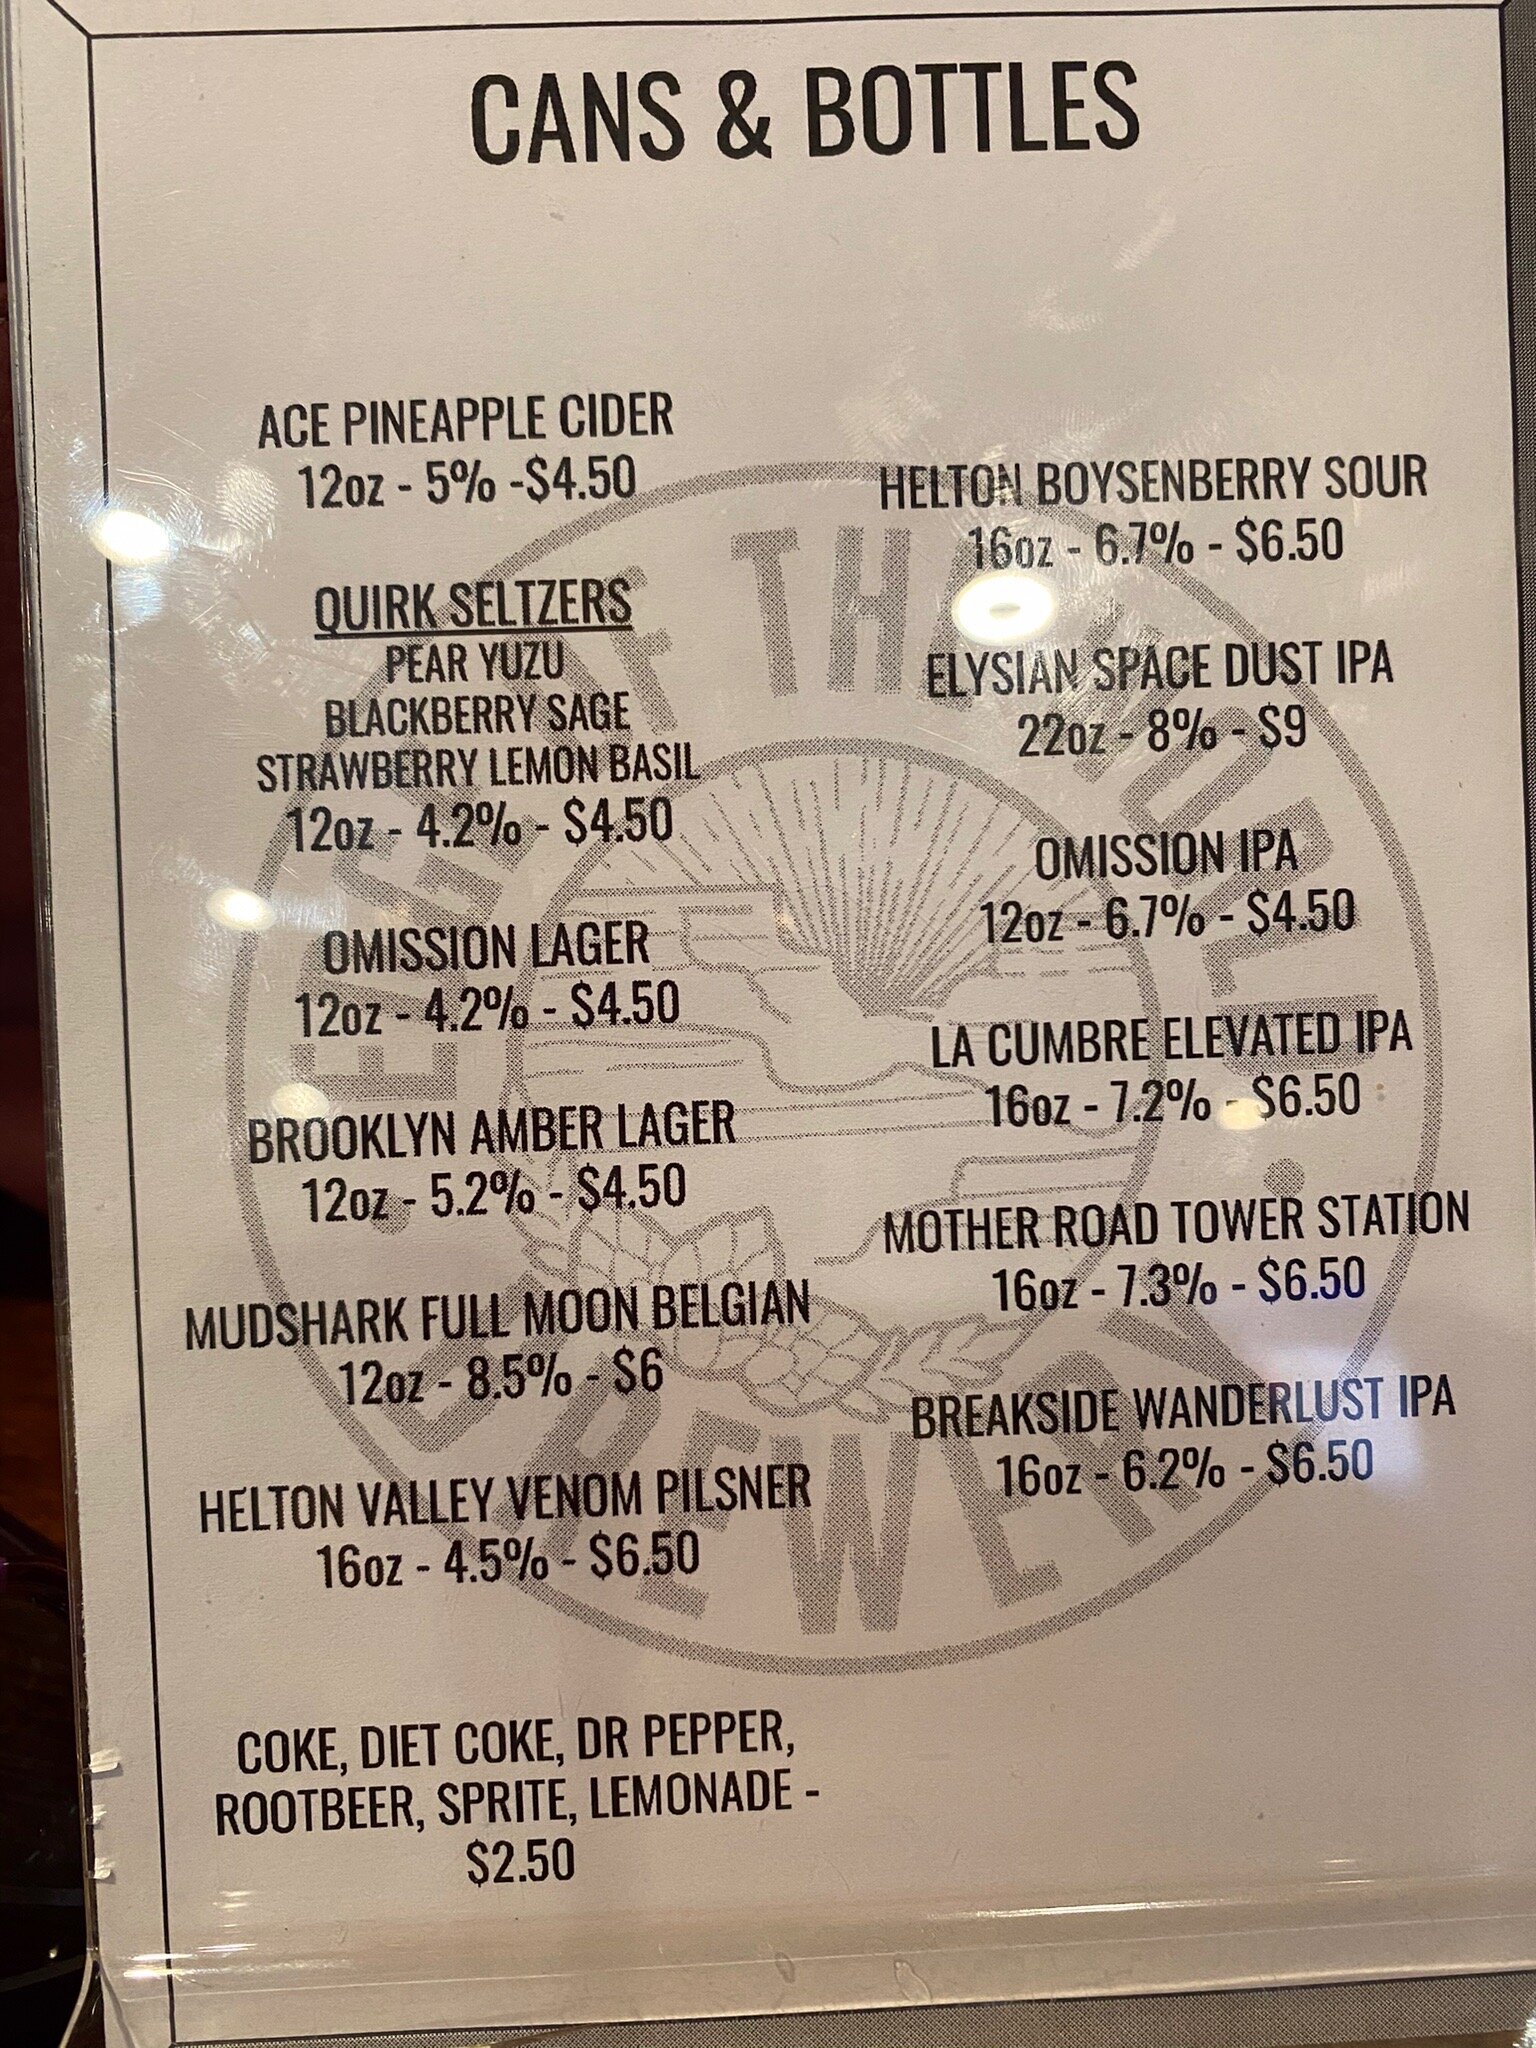 CANS & BOTTLES
ACE PINEAPPLE CIDER
12oz - 5% -$4.50
QUIRK SELTZERS
PEAR YUZU
BLACKBERRY SAGE
STRAWBERRY LEMON BASIL
12oz - 4.2% - $4.50
OMISSION LAGER
12oz - 4.2% - $4.50
BROOKLYN AMBER LAGER
12oz - 5.2% - $4.50
MUDSHARK FULL MOON BELGIAN
12oz - 8.5% - $6
HELTON VALLEY VENOM PILSNER
16oz - 4.5% - $6.50
COKE, DIET COKE, DR PEPPER,
ROOTBEER, SPRITE, LEMONADE -
$2.50
HELTON BOYSENBERRY SOUR
16oz - 6.7% - $6.50
ELYSIAN SPACE DUST IPA
22oz - 8% - $9
OMISSION IPA
12oz - 6.7% - $4.50
LA CUMBRE ELEVATED IPA
16oz - 7.2% - $6.50
MOTHER ROAD TOWER STATION
16oz - 7.3% - $6.50
BREAKSIDE WANDERLUST IPA
16oz - 6.2% - $6.50